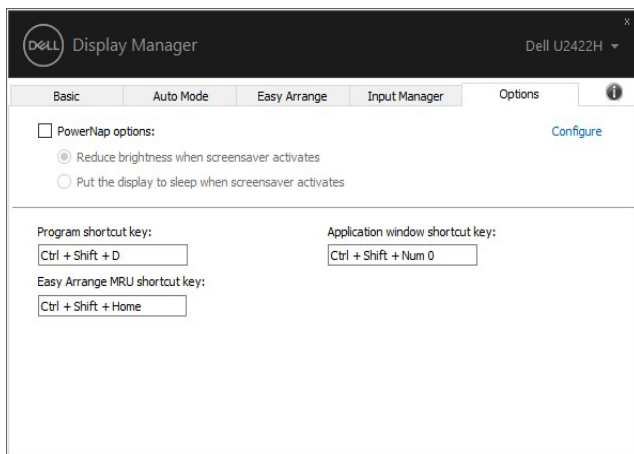 x
DELL Display Manager Dell U2422H
Basic Auto Mode Easy Arrange Input Manager Options i
PowerNap options: Configure
Reduce brightness when screensaver activates
Put the display to sleep when screensaver activates
Program shortcut key: Application window shortcut key:
Ctrl + Shift + D Ctrl + Shift + Num 0
Easy Arrange MRU shortcut key:
Ctrl + Shift + Home